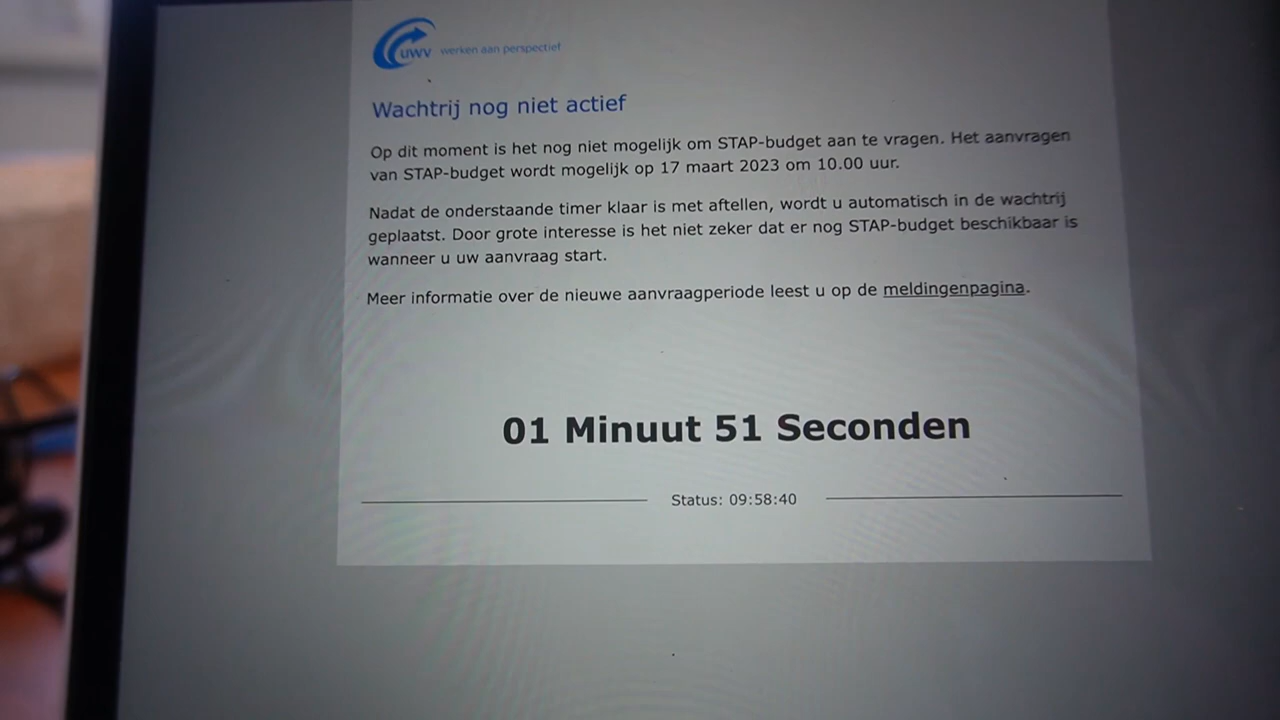 uwv werken aan perspectief
Wachtrij nog niet actief
Op dit moment is het nog niet mogelijk om STAP-budget aan te vragen. Het aanvragen
van STAP-budget wordt mogelijk op 17 maart 2023 om 10.00 uur.
Nadat de onderstaande timer klaar is met aftellen, wordt u automatisch in de wachtrij
geplaatst. Door grote interesse is het niet zeker dat er nog STAP-budget beschikbaar is
wanneer u uw aanvraag start.
Meer informatie over de nieuwe aanvraagperiode leest u op de meldingenpagina.
01 Minuut 51 Seconden
Status: 09:58:40